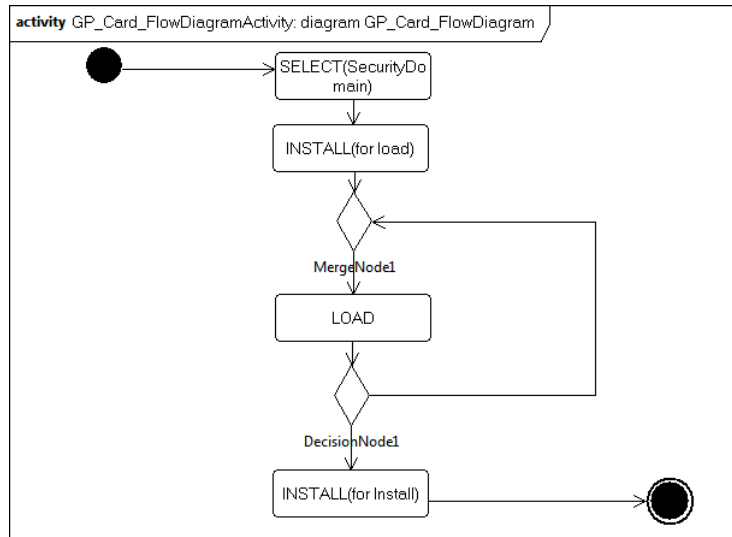 activity GP_Card_FlowDiagramActivity: diagram GP_Card_FlowDiagram
SELECT(SecurityDo
main)
INSTALL(for load)
MergeNode1
LOAD
DecisionNode1
INSTALL(for Install)